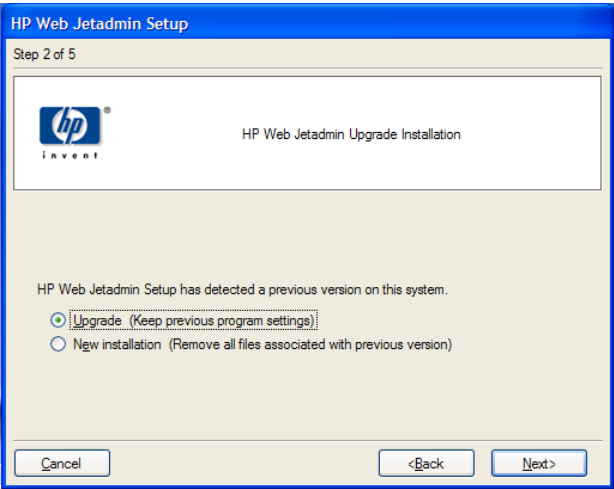 HP Web Jetadmin Setup
Step 2 of 5
hp
®
invent
HP Web Jetadmin Upgrade Installation
HP Web Jetadmin Setup has detected a previous version on this system.
Upgrade (Keep previous program settings)
New installation (Remove all files associated with previous version)
Cancel
<Back
Next>